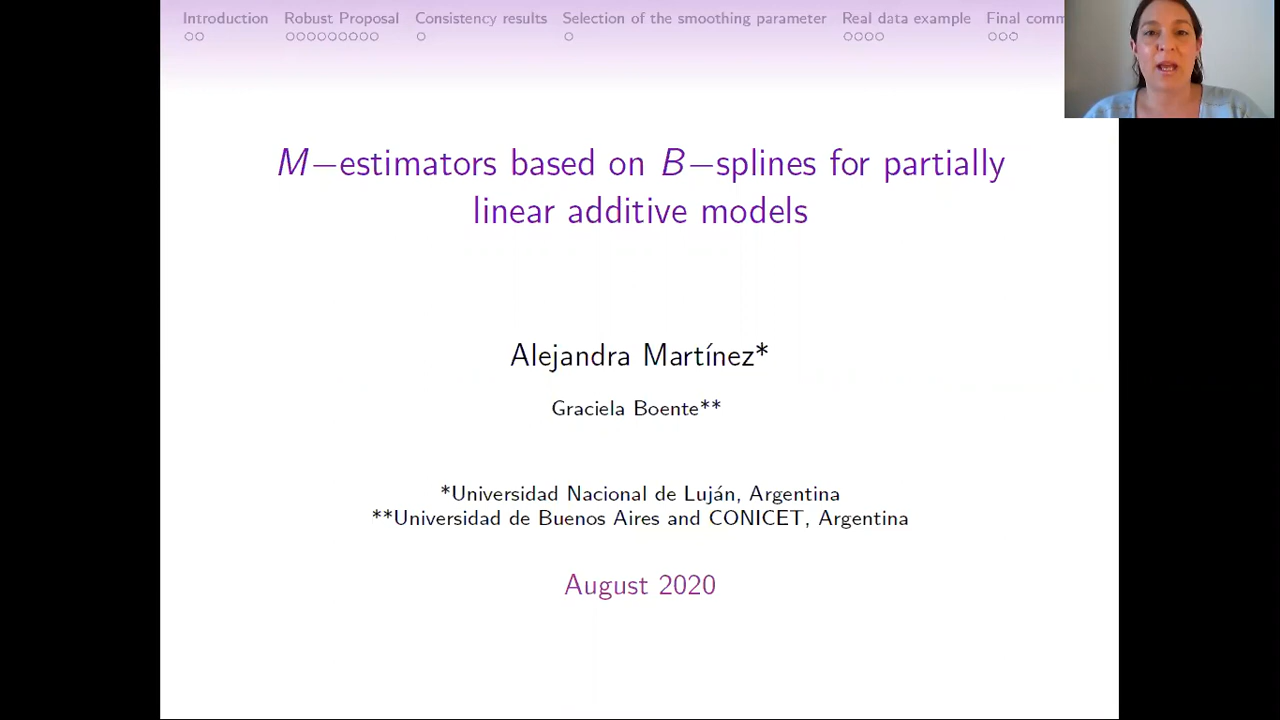 Introduction Robust Proposal Consistency results Selection of the smoothing parameter Real data example Final comm
M−estimators based on B−splines for partially
linear additive models
Alejandra Martínez*
Graciela Boente**
*Universidad Nacional de Luján, Argentina
**Universidad de Buenos Aires and CONICET, Argentina
August 2020